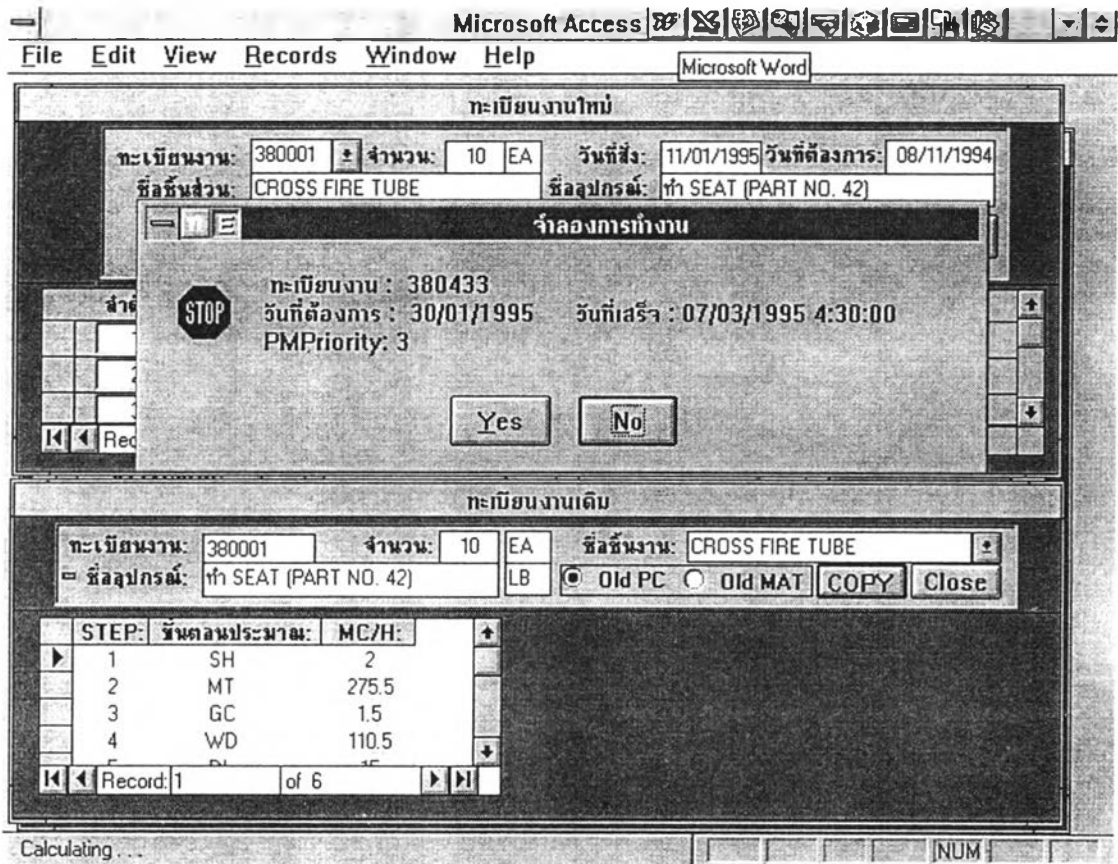 Microsoft Access
File Edit View Records Window Help
Microsoft Word
ทะเบียนงานใหม่
ทะเบียนงาน: 380001 จำนวน: 10 EA วันที่สั่ง: 11/01/1995 วันที่ต้องการ: 08/11/1994
ชื่อชิ้นส่วน: CROSS FIRE TUBE ชื่ออุปกรณ์: ทำ SEAT (PART NO. 42)
จำลองการทำงาน
STOP
ทะเบียนงาน : 380433
วันที่ต้องการ : 30/01/1995 วันที่เสร็จ : 07/03/1995 4:30:00
PMPriority: 3
Yes No
ทะเบียนงานเดิม
ทะเบียนงาน: 380001 จำนวน: 10 EA ชื่อชิ้นงาน: CROSS FIRE TUBE
ชื่ออุปกรณ์: ทำ SEAT (PART NO. 42) LB Old PC Old MAT COPY Close
STEP: ขั้นตอนประมาณ: MC/H:
1 SH 2
2 MT 275.5
3 GC 1.5
4 WD 110.5
Record: 1 of 6
Calculating . . . NUM